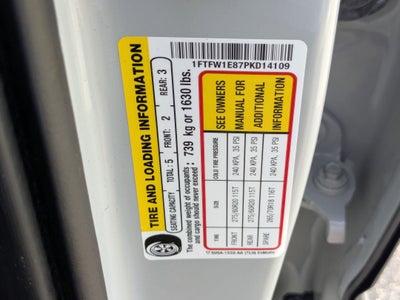 1FTFW1E87PKD14109
TIRE AND LOADING INFORMATION
SEATING CAPACITY TOTAL: 5 FRONT: 2 REAR: 3
The combined weight of occupants
and cargo should never exceed: 739 kg or 1630 lbs.
TIRE SIZE COLD TIRE PRESSURE
FRONT 275/60R20 115T 240 KPA, 35 PSI
REAR 275/60R20 115T 240 KPA, 35 PSI
SPARE 265/70R18 116T 240 KPA, 35 PSI
SEE OWNERS
MANUAL FOR
ADDITIONAL
INFORMATION